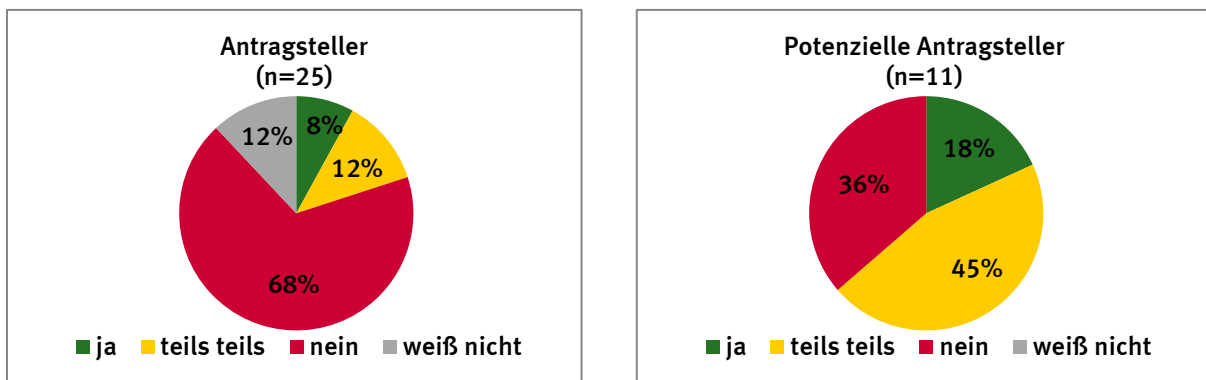 Antragsteller
(n=25)
8%
12%
12%
68%
ja teils teils nein weiß nicht
Potenzielle Antragsteller
(n=11)
18%
36%
45%
ja teils teils nein weiß nicht